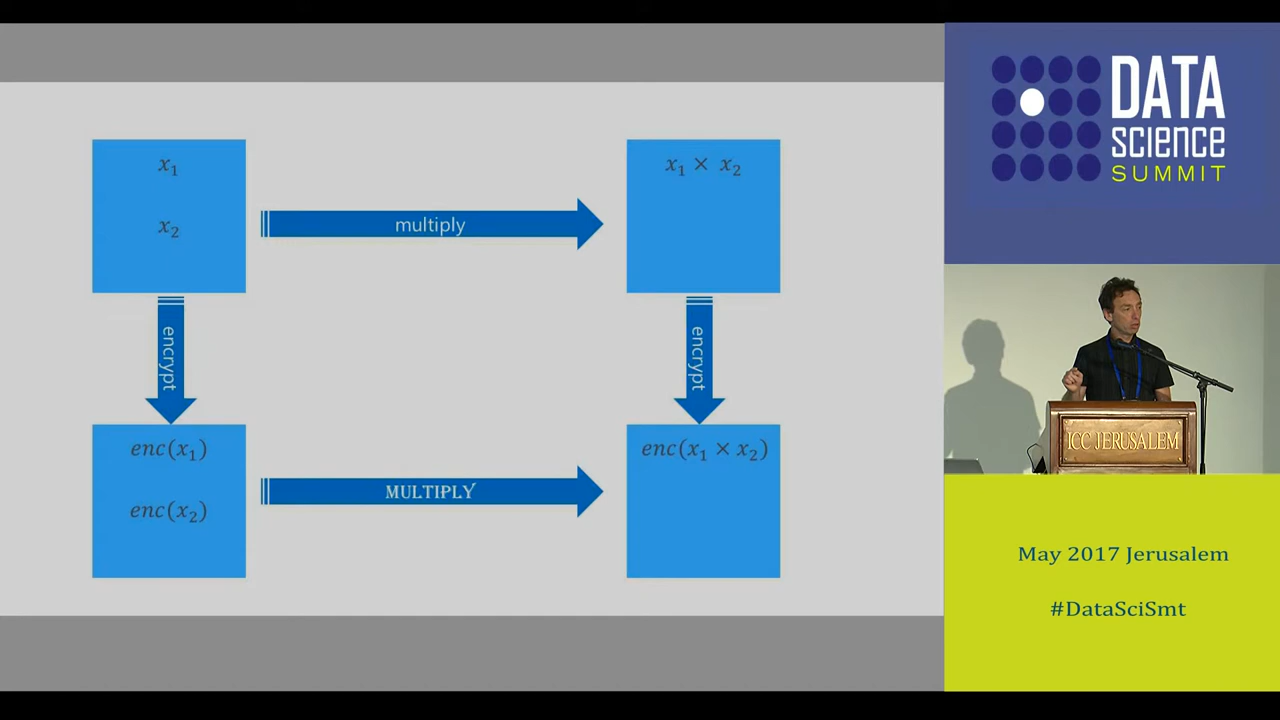 x₁
x₂
multiply
x₁ × x₂
encrypt
encrypt
enc(x₁)
enc(x₂)
MULTIPLY
enc(x₁ × x₂)
DATA
SCIENCE
SUMMIT
ICC JERUSALEM
May 2017 Jerusalem
#DataSciSmt